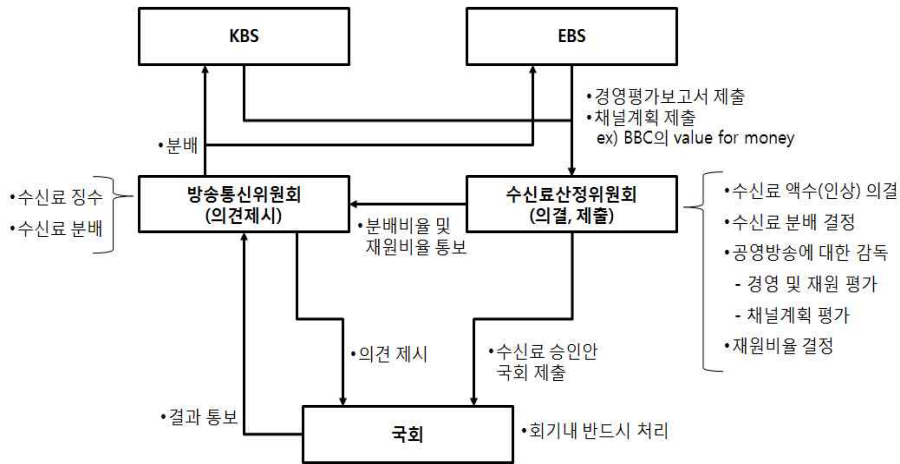 KBS
EBS
•경영평가보고서 제출
•채널계획 제출
ex) BBC의 value for money
•분배
•수신료 징수
•수신료 분배
방송통신위원회
(의견제시)
•분배비율 및
재원비율 통보
수신료산정위원회
(의결, 제출)
•수신료 액수(인상) 의결
•수신료 분배 결정
•공영방송에 대한 감독
- 경영 및 재원 평가
- 채널계획 평가
•재원비율 결정
•의견 제시
•수신료 승인안
국회 제출
•결과 통보
국회
•회기내 반드시 처리